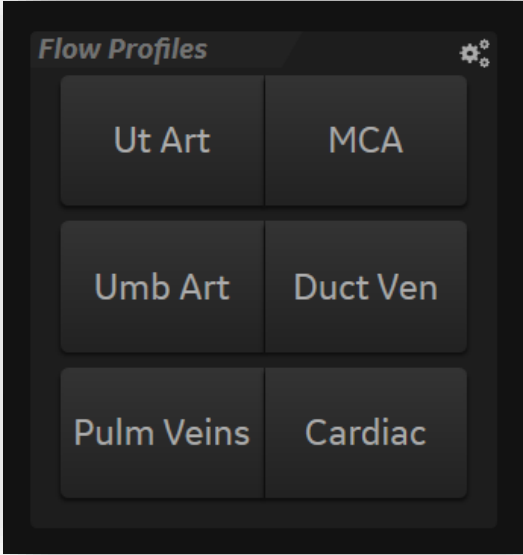 Flow Profiles
Ut Art MCA
Umb Art Duct Ven
Pulm Veins Cardiac